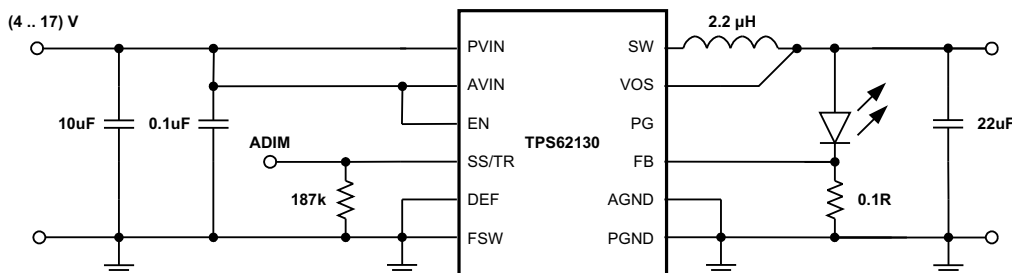 (4 .. 17) V
2.2 µH
PVIN
SW
AVIN
VOS
10uF
0.1uF
EN
PG
22uF
TPS62130
ADIM
SS/TR
FB
187k
DEF
AGND
0.1R
FSW
PGND